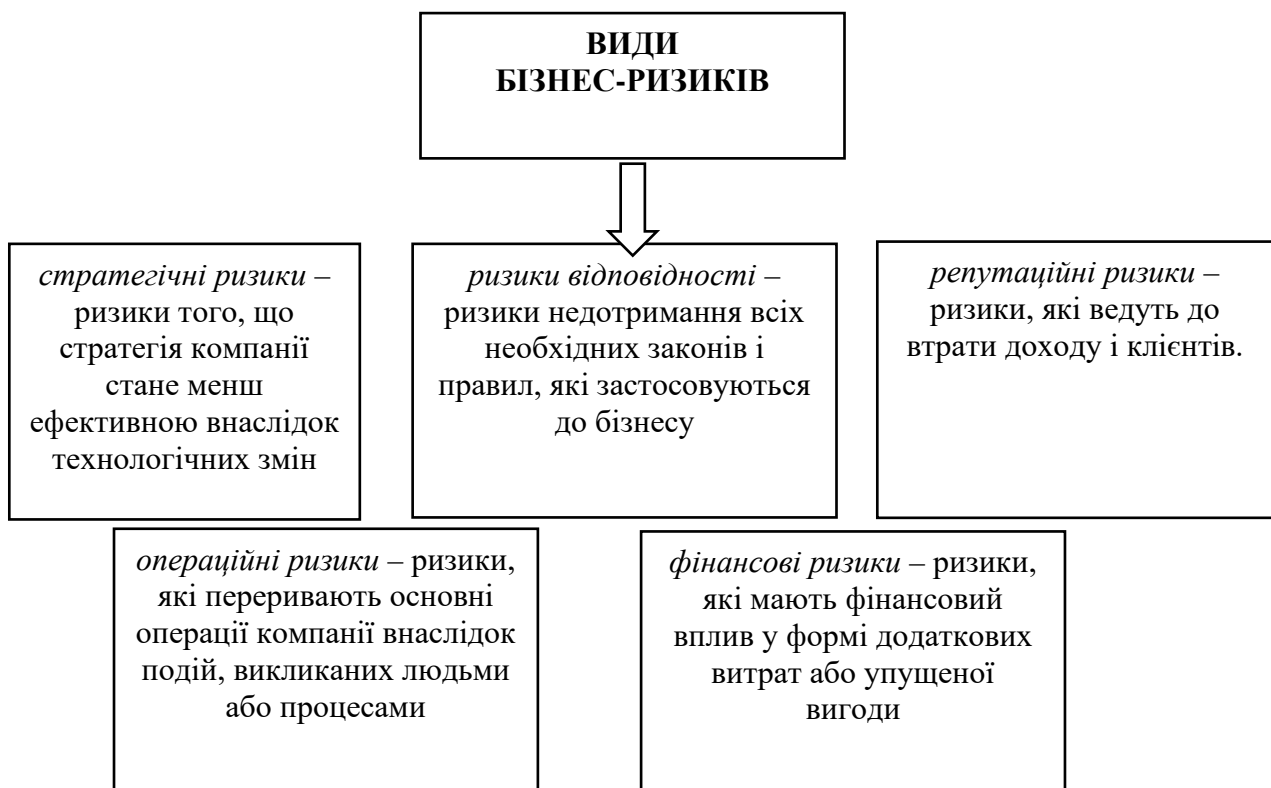 ВИДИ
БІЗНЕС-РИЗИКІВ
стратегічні ризики –
ризики того, що
стратегія компанії
стане менш
ефективною внаслідок
технологічних змін
ризики відповідності –
ризики недотримання всіх
необхідних законів і
правил, які застосовуються
до бізнесу
репутаційні ризики –
ризики, які ведуть до
втрати доходу і клієнтів.
операційні ризики – ризики,
які переривають основні
операції компанії внаслідок
подій, викликаних людьми
або процесами
фінансові ризики – ризики,
які мають фінансовий
вплив у формі додаткових
витрат або упущеної
вигоди